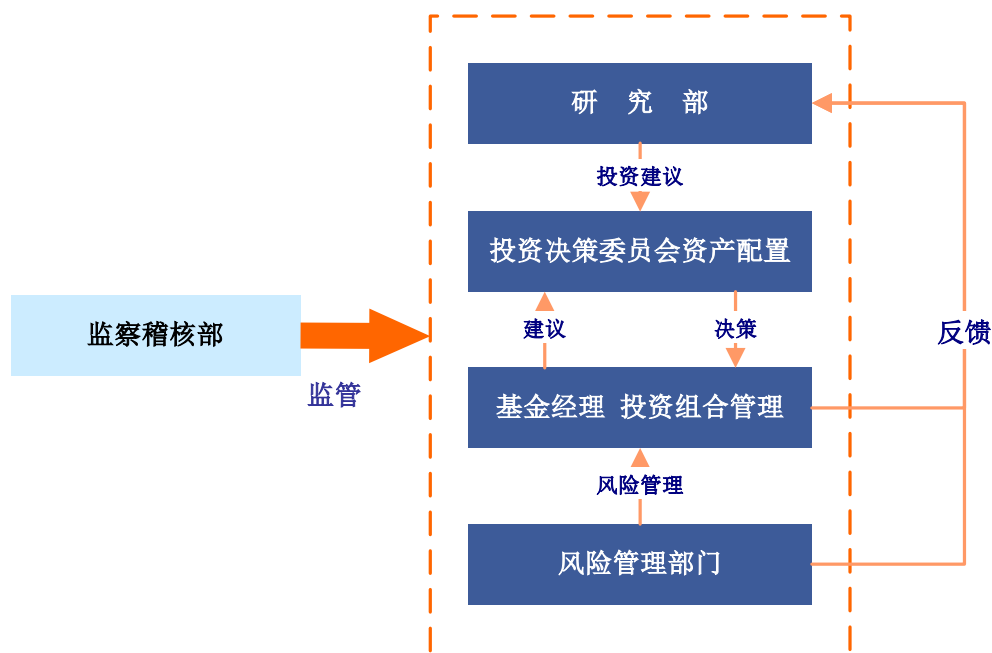 研 究 部
投资建议
投资决策委员会资产配置
监察稽核部
监管
建议
决策
反馈
基金经理 投资组合管理
风险管理
风险管理部门